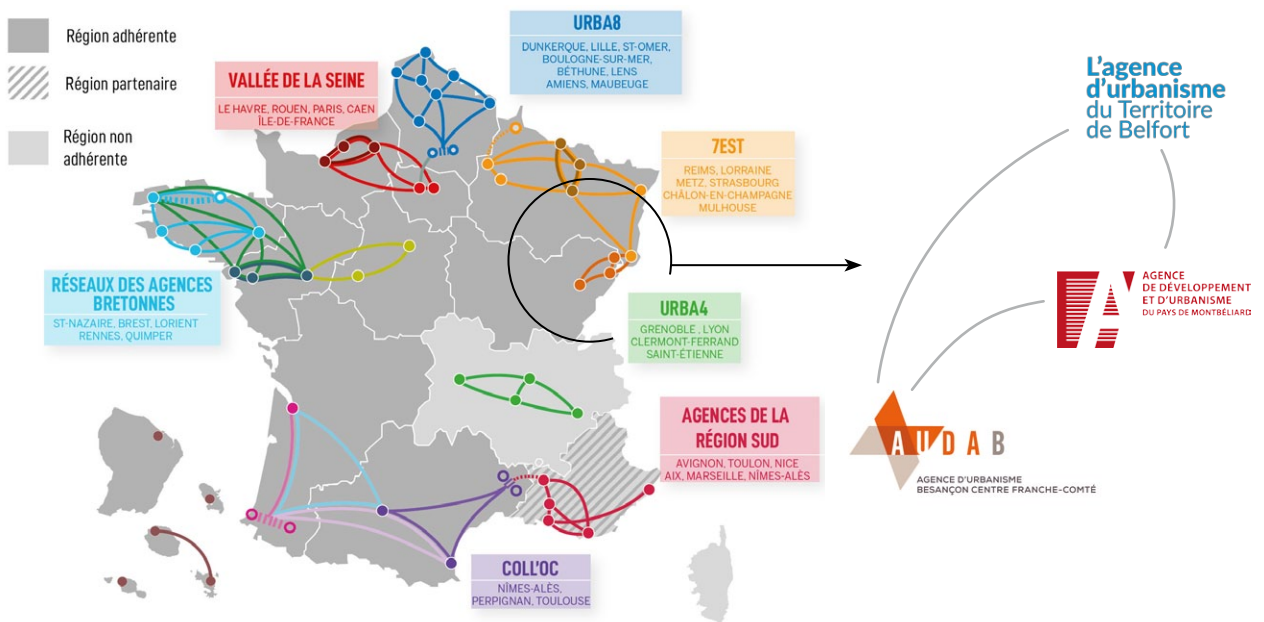 Région adhérente
Région partenaire
Région non
adhérente
VALLÉE DE LA SEINE
LE HAVRE, ROUEN, PARIS, CAEN
ÎLE-DE-FRANCE
URBA8
DUNKERQUE, LILLE, ST-OMER,
BOULOGNE-SUR-MER,
BÉTHUNE, LENS
AMIENS, MAUBEUGE
7EST
REIMS, LORRAINE
METZ, STRASBOURG
CHÂLON-EN-CHAMPAGNE
MULHOUSE
RÉSEAUX DES AGENCES
BRETONNES
ST-NAZAIRE, BREST, LORIENT
RENNES, QUIMPER
URBA4
GRENOBLE , LYON
CLERMONT-FERRAND
SAINT-ÉTIENNE
AGENCES DE LA
RÉGION SUD
AVIGNON, TOULON, NICE
AIX, MARSEILLE, NÎMES-ALÈS
COLL'OC
NÎMES-ALÈS,
PERPIGNAN, TOULOUSE
L'agence
d'urbanisme
du Territoire
de Belfort
A
AGENCE
DE DÉVELOPPEMENT
ET D'URBANISME
DU PAYS DE MONTBÉLIARD
AUDAB
AGENCE D'URBANISME
BESANÇON CENTRE FRANCHE-COMTÉ